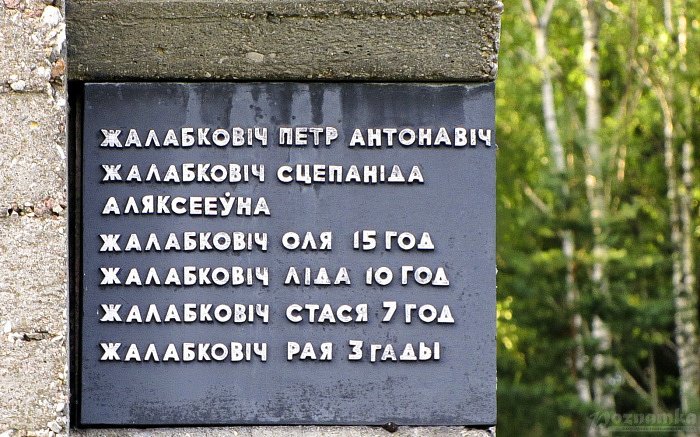 ЖАЛАБКОВІЧ ПЕТР АНТОНАВІЧ
ЖАЛАБКОВІЧ СЦЕПАНІДА
АЛЯКСЕЕЎНА
ЖАЛАБКОВІЧ ОЛЯ 15 ГОД
ЖАЛАБКОВІЧ ЛІДА 10 ГОД
ЖАЛАБКОВІЧ СТАСЯ 7 ГОД
ЖАЛАБКОВІЧ РАЯ 3 ГАДЫ
Poznamka